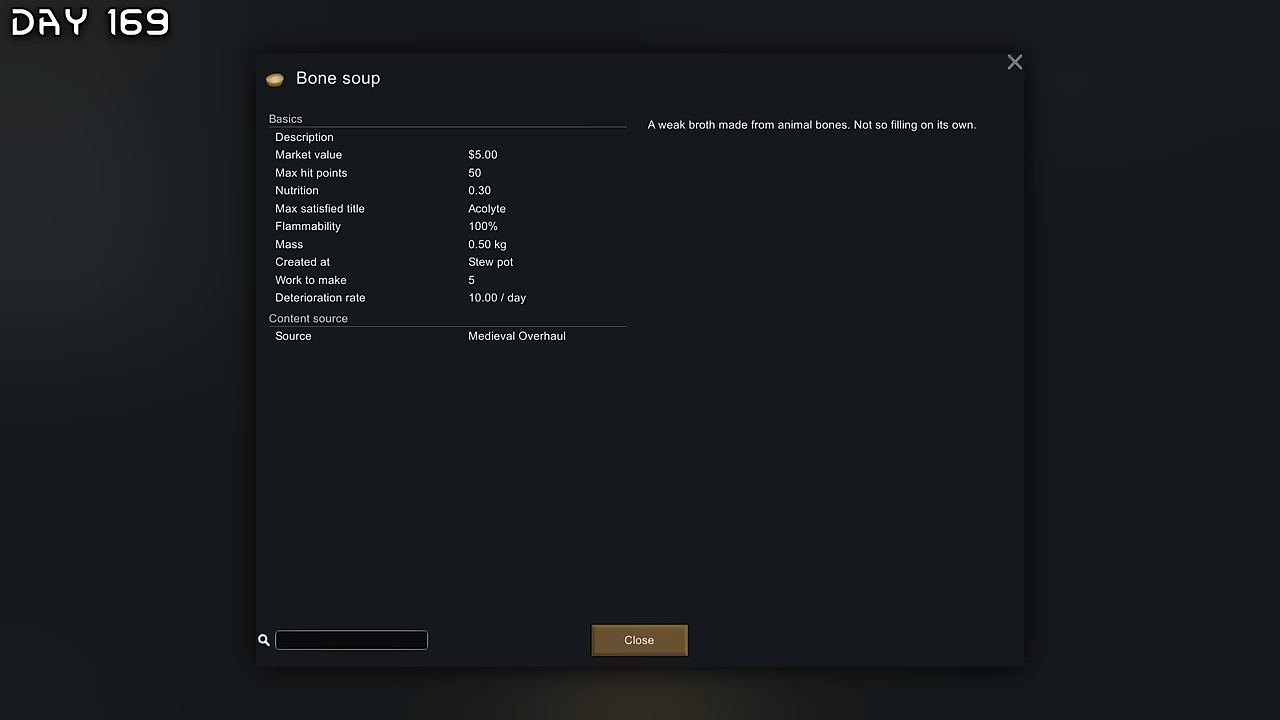 DAY 169
Bone soup
Basics
Description
Market value $5.00
Max hit points 50
Nutrition 0.30
Max satisfied title Acolyte
Flammability 100%
Mass 0.50 kg
Created at Stew pot
Work to make 5
Deterioration rate 10.00 / day
Content source
Source Medieval Overhaul
A weak broth made from animal bones. Not so filling on its own.
Close